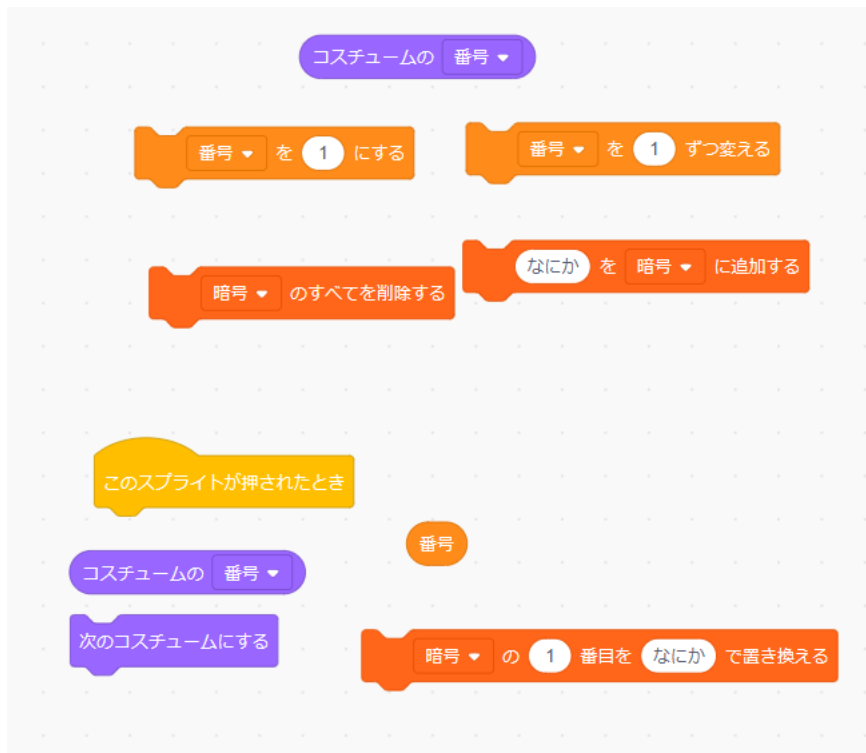 コスチュームの 番号
番号 を 1 にする
番号 を 1 ずつ変える
なにか を 暗号 に追加する
暗号 のすべてを削除する
このスプライトが押されたとき
番号
コスチュームの 番号
次のコスチュームにする
暗号 の 1 番目を なにか で置き換える